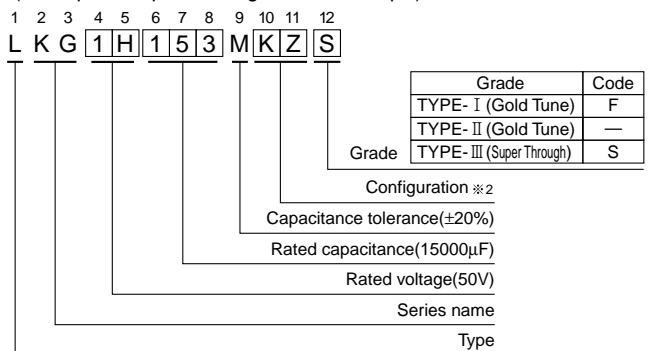 1 2 3 4 5 6 7 8 9 10 11 12
L K G 1 H 1 5 3 M K Z S
Grade Code
TYPE-Ⅰ (Gold Tune) F
TYPE-Ⅱ (Gold Tune) —
Grade TYPE-Ⅲ (Super Through) S
Configuration ※2
Capacitance tolerance(±20%)
Rated capacitance(15000μF)
Rated voltage(50V)
Series name
Type